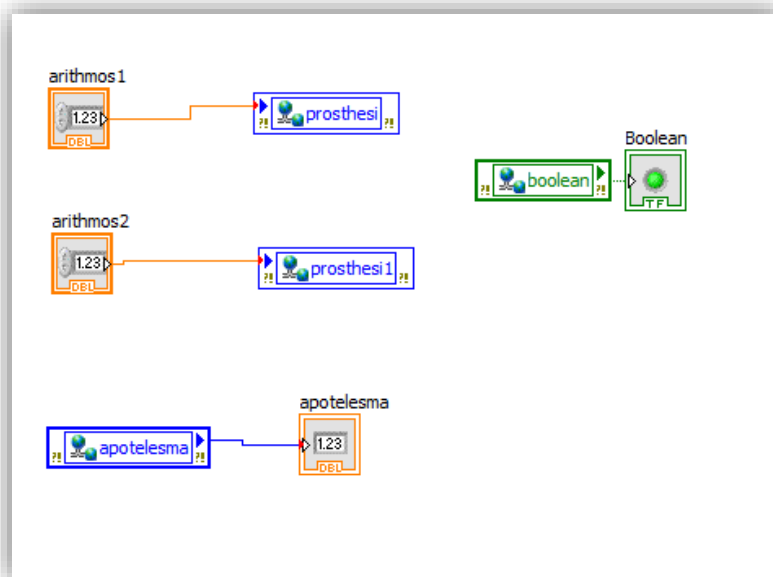 arithmos1
1.23
DBL
?! prosthesi ?!
Boolean
?! boolean ?!
TF
arithmos2
1.23
DBL
?! prosthesi1 ?!
apotelesma
?! apotelesma ?!
1.23
DBL